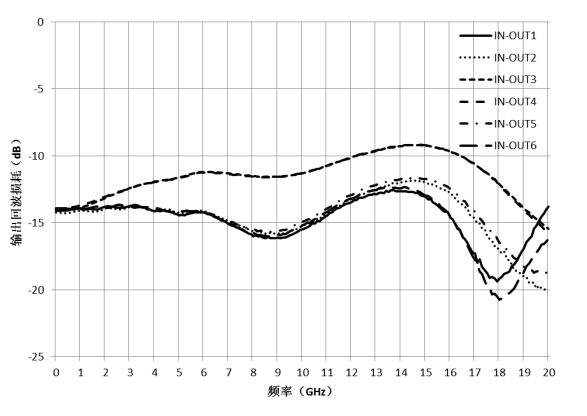 0
-5
-10
-15
-20
-25
输出回波损耗（dB）
IN-OUT1
IN-OUT2
IN-OUT3
IN-OUT4
IN-OUT5
IN-OUT6
0 1 2 3 4 5 6 7 8 9 10 11 12 13 14 15 16 17 18 19 20
频率（GHz）